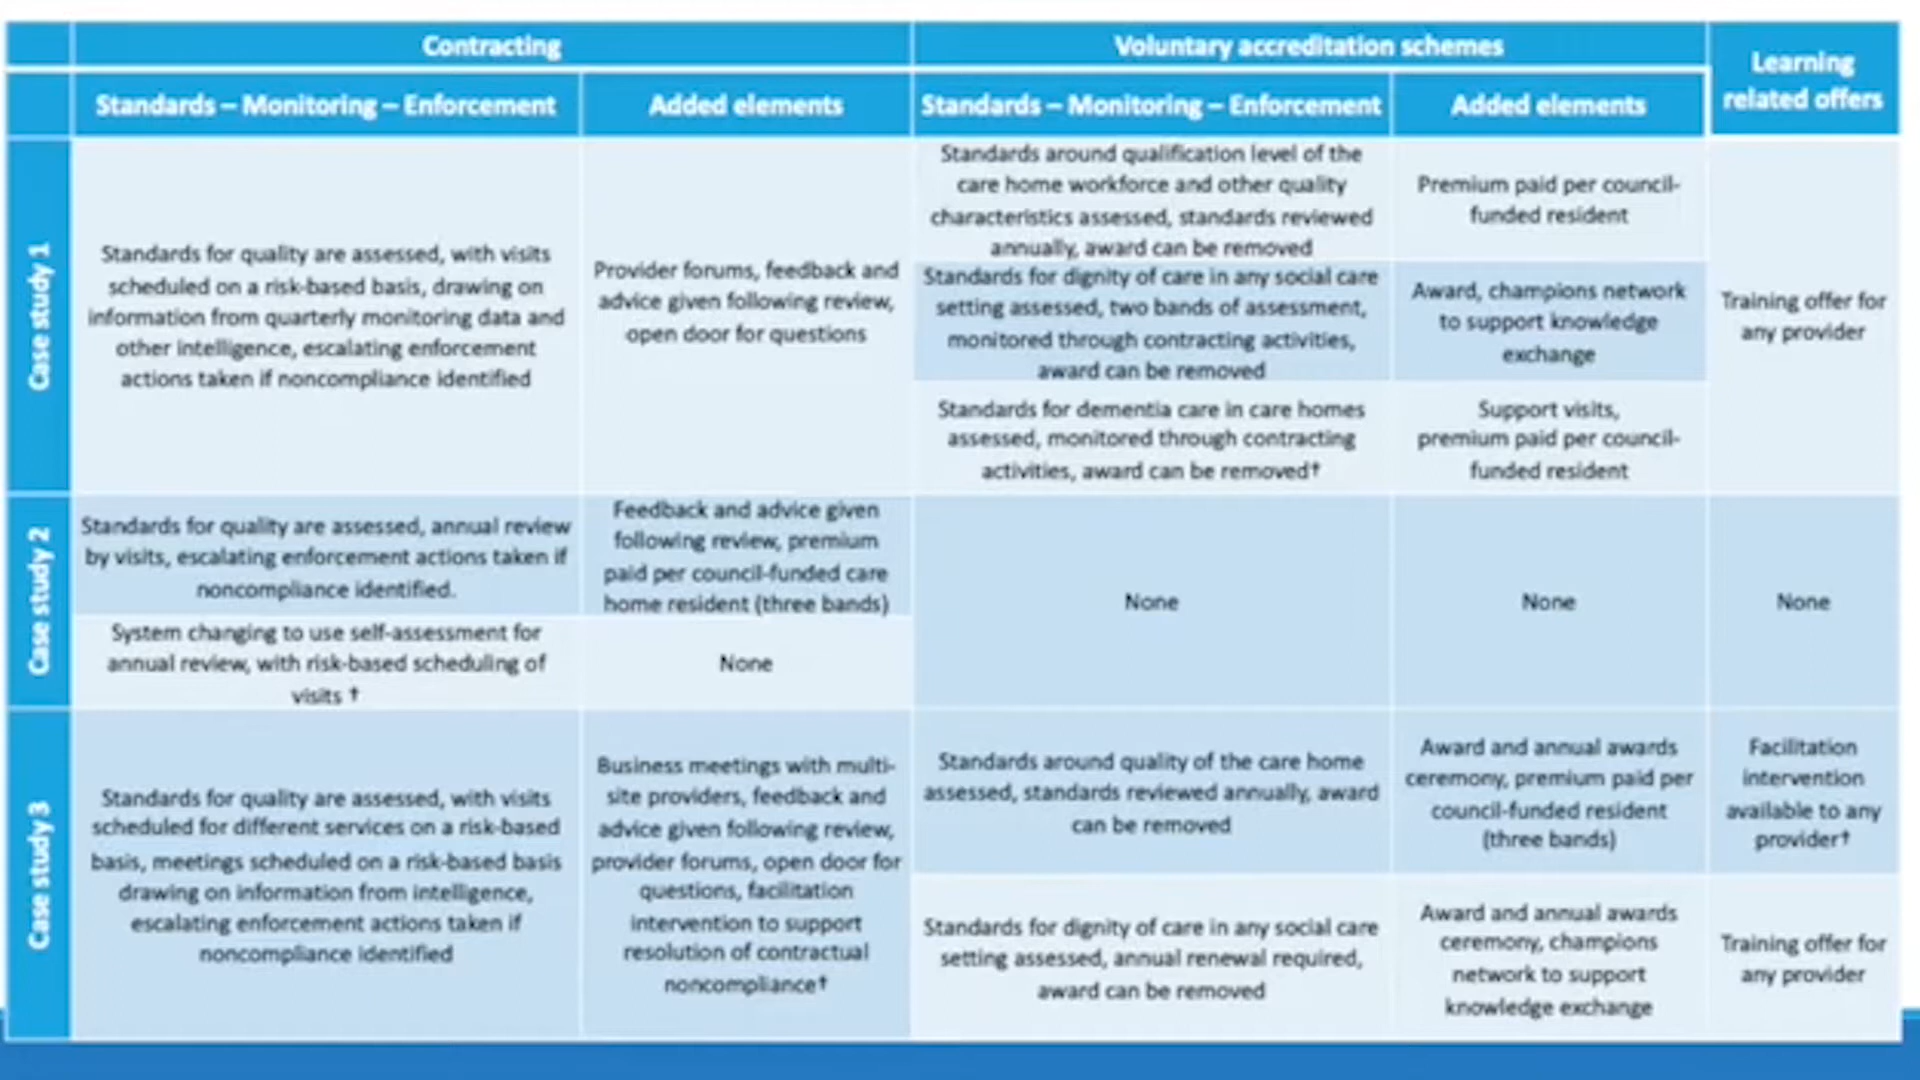 Contracting
Voluntary accreditation schemes
Learning
related offers
Standards – Monitoring – Enforcement
Added elements
Standards – Monitoring – Enforcement
Added elements
Case study 1
Standards for quality are assessed, with visits
scheduled on a risk-based basis, drawing on
information from quarterly monitoring data and
other intelligence, escalating enforcement
actions taken if noncompliance identified
Provider forums, feedback and
advice given following review,
open door for questions
Standards around qualification level of the
care home workforce and other quality
characteristics assessed, standards reviewed
annually, award can be removed
Premium paid per council-
funded resident
Standards for dignity of care in any social care
setting assessed, two bands of assessment,
monitored through contracting activities,
award can be removed
Award, champions network
to support knowledge
exchange
Standards for dementia care in care homes
assessed, monitored through contracting
activities, award can be removed†
Support visits,
premium paid per council-
funded resident
Training offer for
any provider
Case study 2
Standards for quality are assessed, annual review
by visits, escalating enforcement actions taken if
noncompliance identified.
Feedback and advice given
following review, premium
paid per council-funded care
home resident (three bands)
System changing to use self-assessment for
annual review, with risk-based scheduling of
visits †
None
None
None
None
Case study 3
Standards for quality are assessed, with visits
scheduled for different services on a risk-based
basis, meetings scheduled on a risk-based basis
drawing on information from intelligence,
escalating enforcement actions taken if
noncompliance identified
Business meetings with multi-
site providers, feedback and
advice given following review,
provider forums, open door for
questions, facilitation
intervention to support
resolution of contractual
noncompliance†
Standards around quality of the care home
assessed, standards reviewed annually, award
can be removed
Award and annual awards
ceremony, premium paid per
council-funded resident
(three bands)
Facilitation
intervention
available to any
provider†
Standards for dignity of care in any social care
setting assessed, annual renewal required,
award can be removed
Award and annual awards
ceremony, champions
network to support
knowledge exchange
Training offer for
any provider